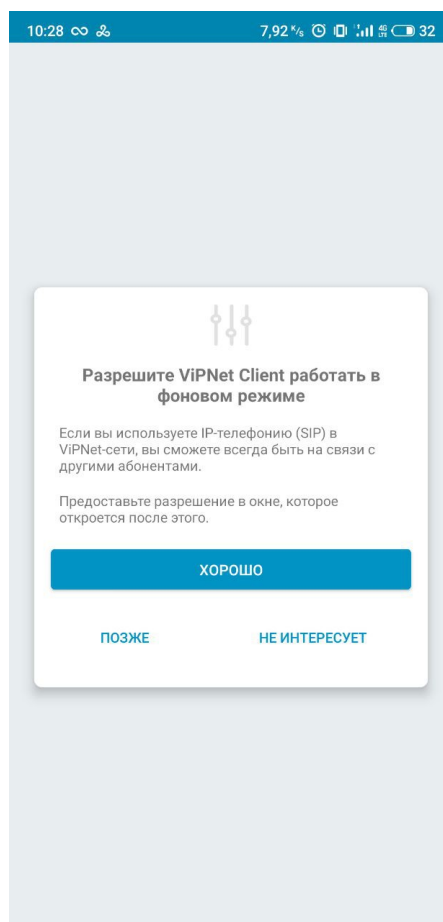 10:28 7,92 K/s 4G LTE 32
Разрешите ViPNet Client работать в
фоновом режиме
Если вы используете IP-телефонию (SIP) в
ViPNet-сети, вы сможете всегда быть на связи с
другими абонентами.
Предоставьте разрешение в окне, которое
откроется после этого.
ХОРОШО
ПОЗЖЕ НЕ ИНТЕРЕСУЕТ